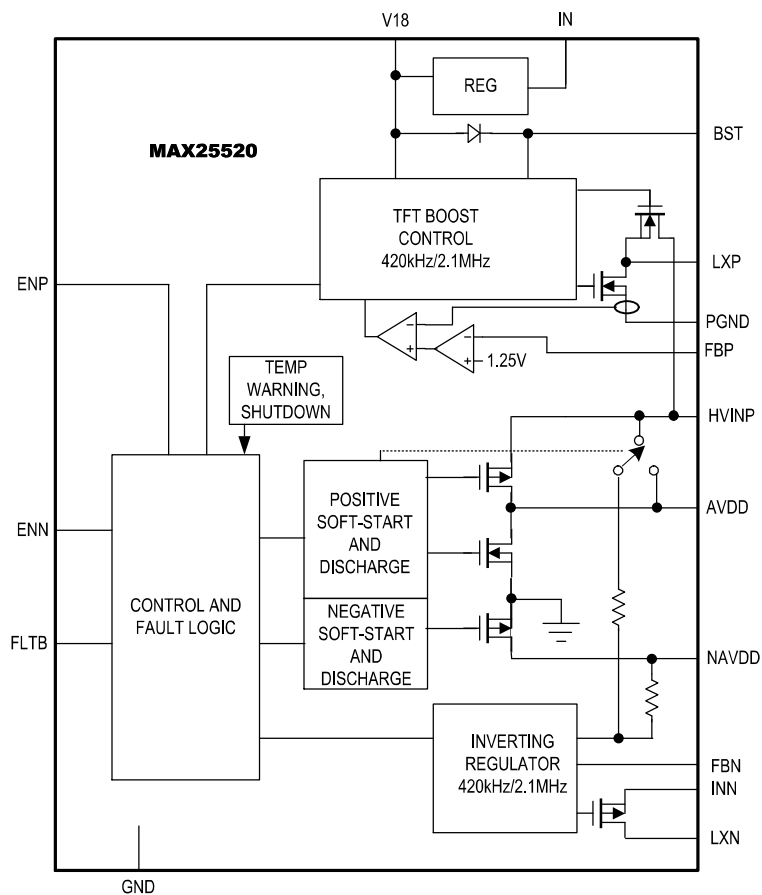 V18
IN
REG
MAX25520
BST
TFT BOOST
CONTROL
420kHz/2.1MHz
LXP
ENP
PGND
-
+
-
+
1.25V
FBP
TEMP
WARNING,
SHUTDOWN
HVINP
POSITIVE
SOFT-START
AND
DISCHARGE
AVDD
ENN
CONTROL AND
FAULT LOGIC
NEGATIVE
SOFT-START
AND
DISCHARGE
FLTB
NAVDD
INVERTING
REGULATOR
420kHz/2.1MHz
FBN
INN
LXN
GND